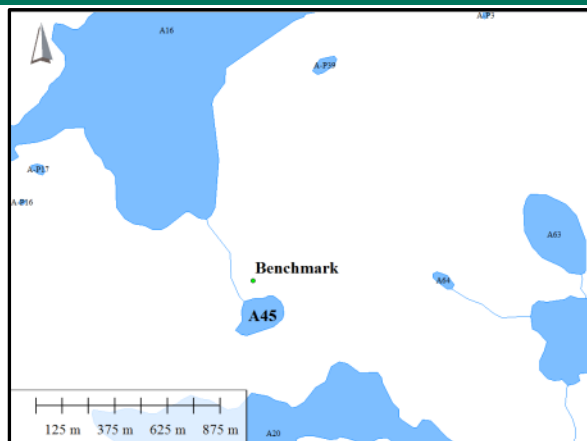 A16
A-P3
A-P39
A-P17
A-P16
A63
Benchmark
A64
A45
125 m 375 m 625 m 875 m
A20